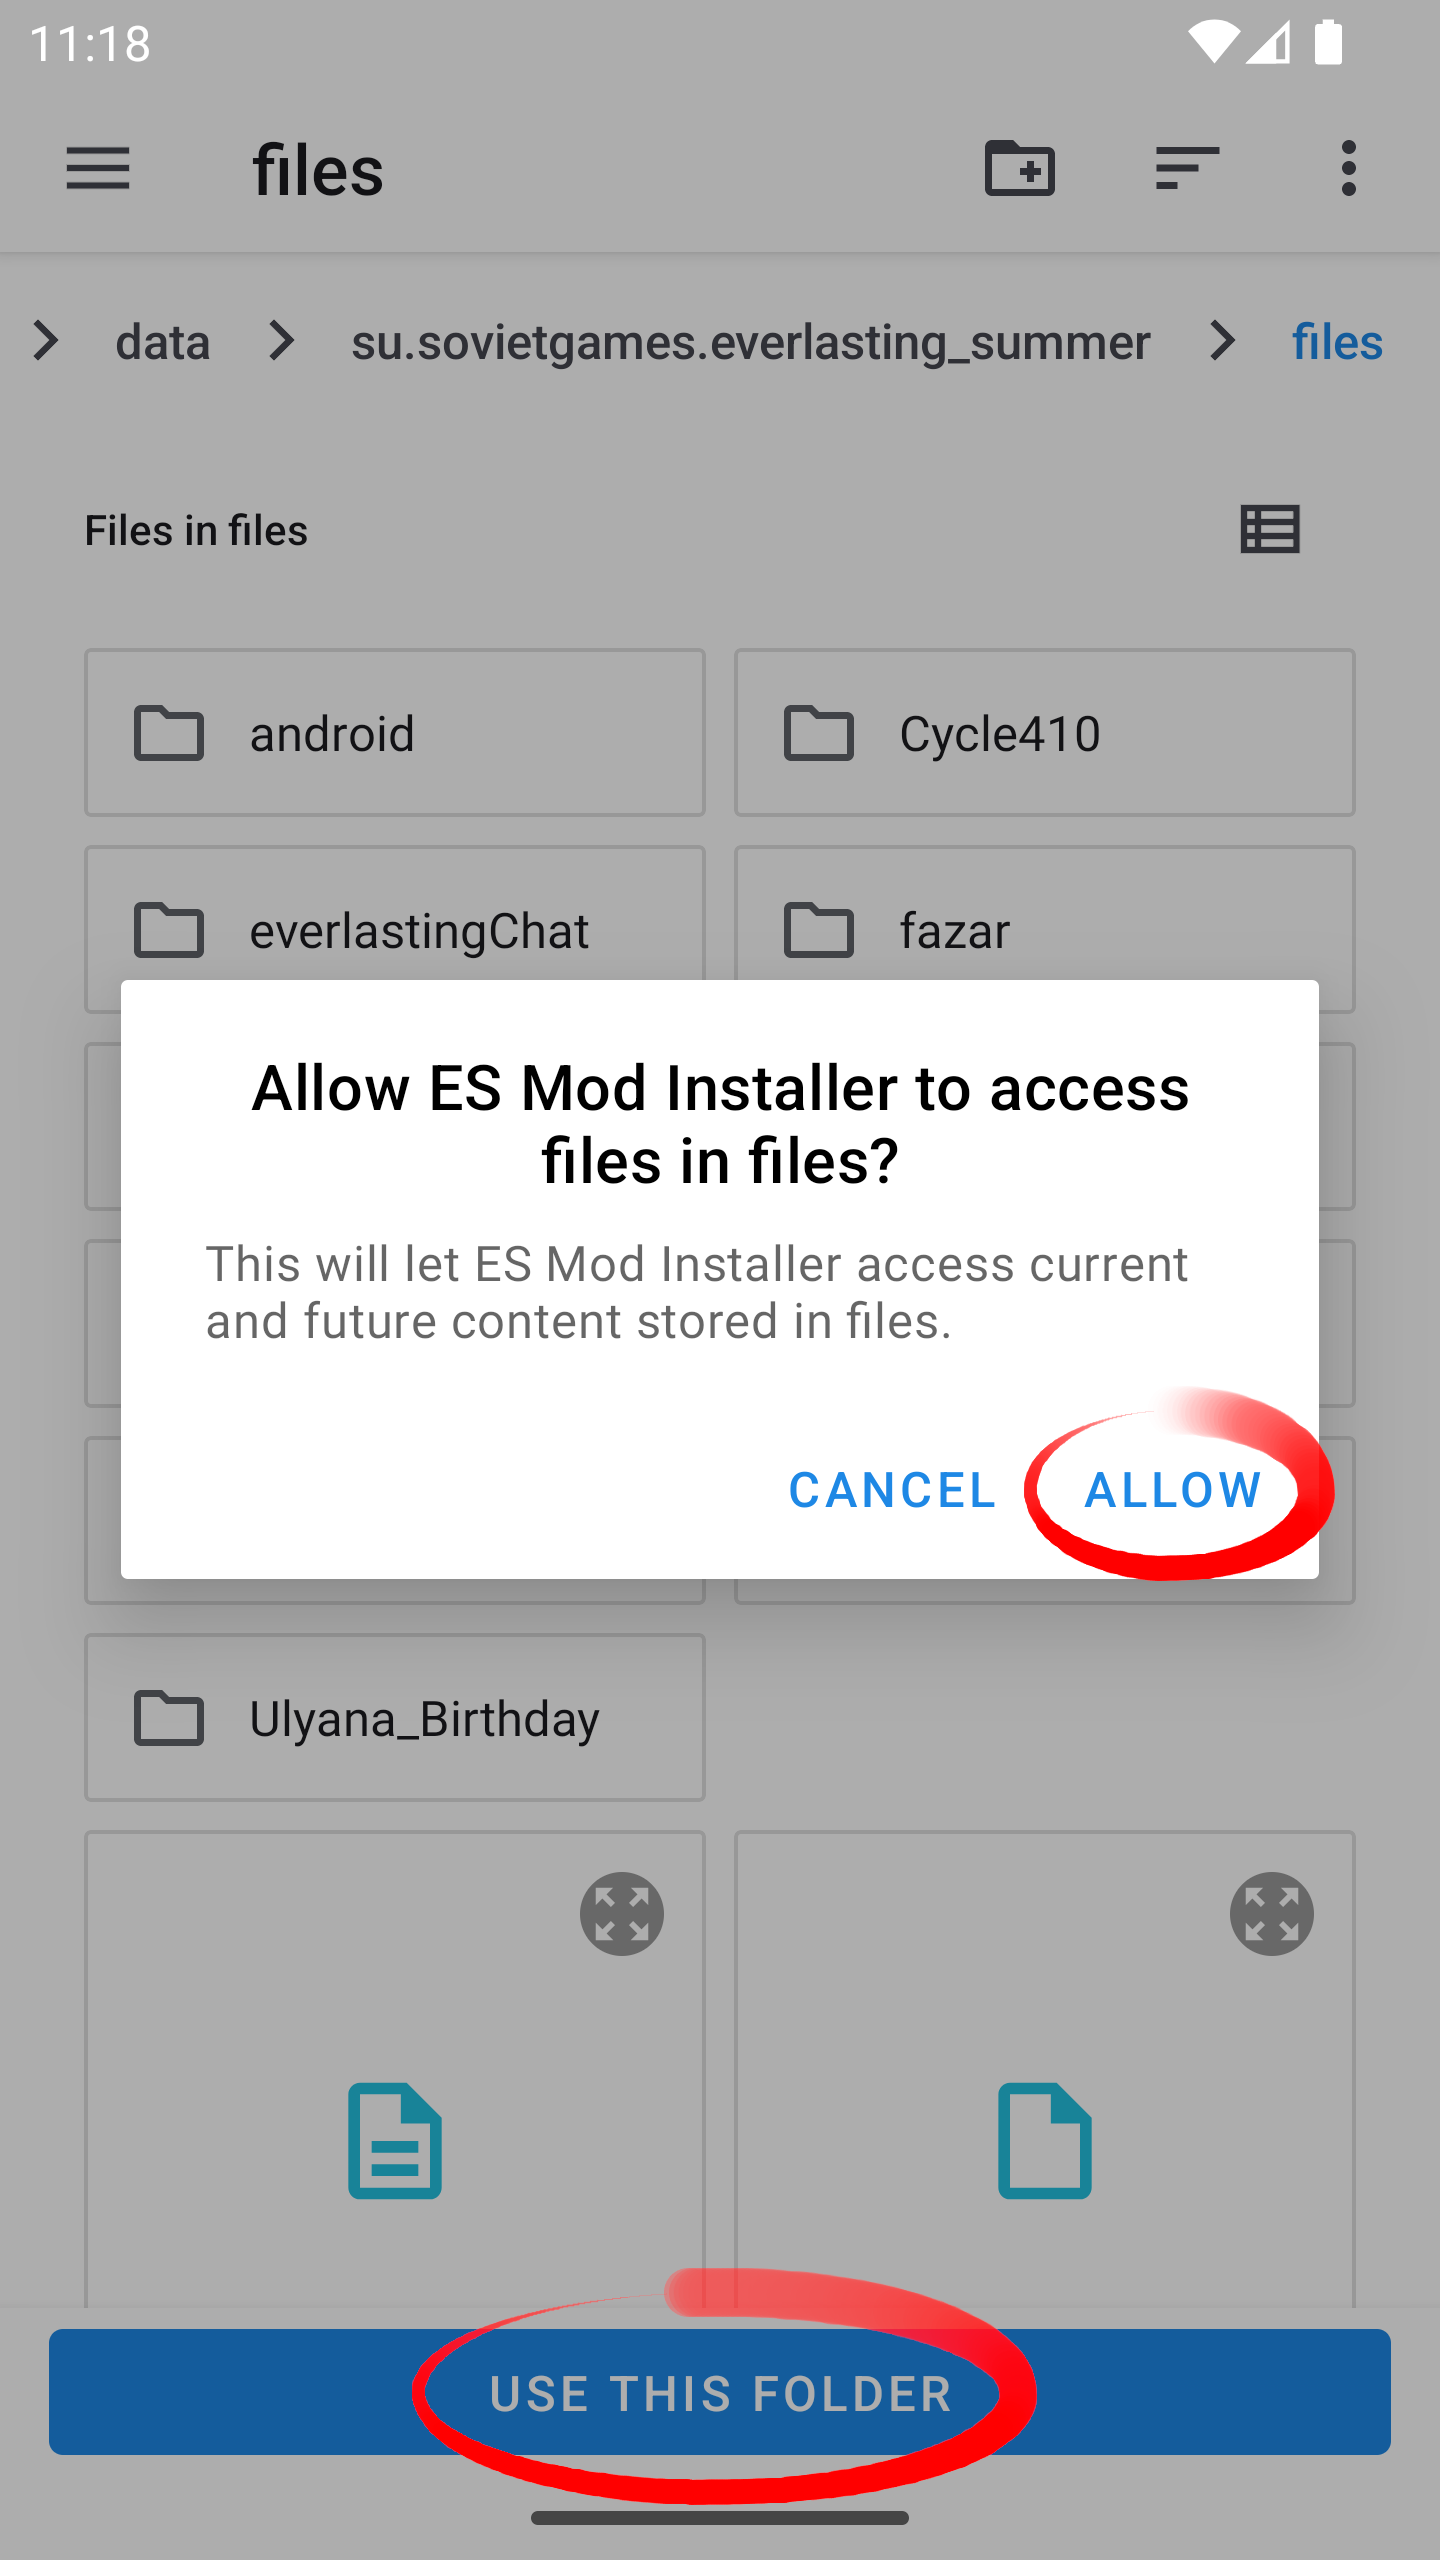 11:18
files
data
su.sovietgames.everlasting_summer
files
Files in files
android
Cycle410
everlastingChat
fazar
Allow ES Mod Installer to access
files in files?
This will let ES Mod Installer access current
and future content stored in files.
CANCEL
ALLOW
Ulyana_Birthday
USE THIS FOLDER